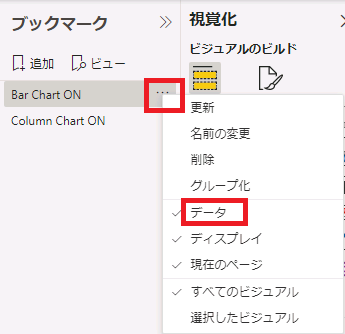 ブックマーク
視覚化
追加
ビュー
ビジュアルのビルド
Bar Chart ON
Column Chart ON
更新
名前の変更
削除
グループ化
データ
ディスプレイ
現在のページ
すべてのビジュアル
選択したビジュアル